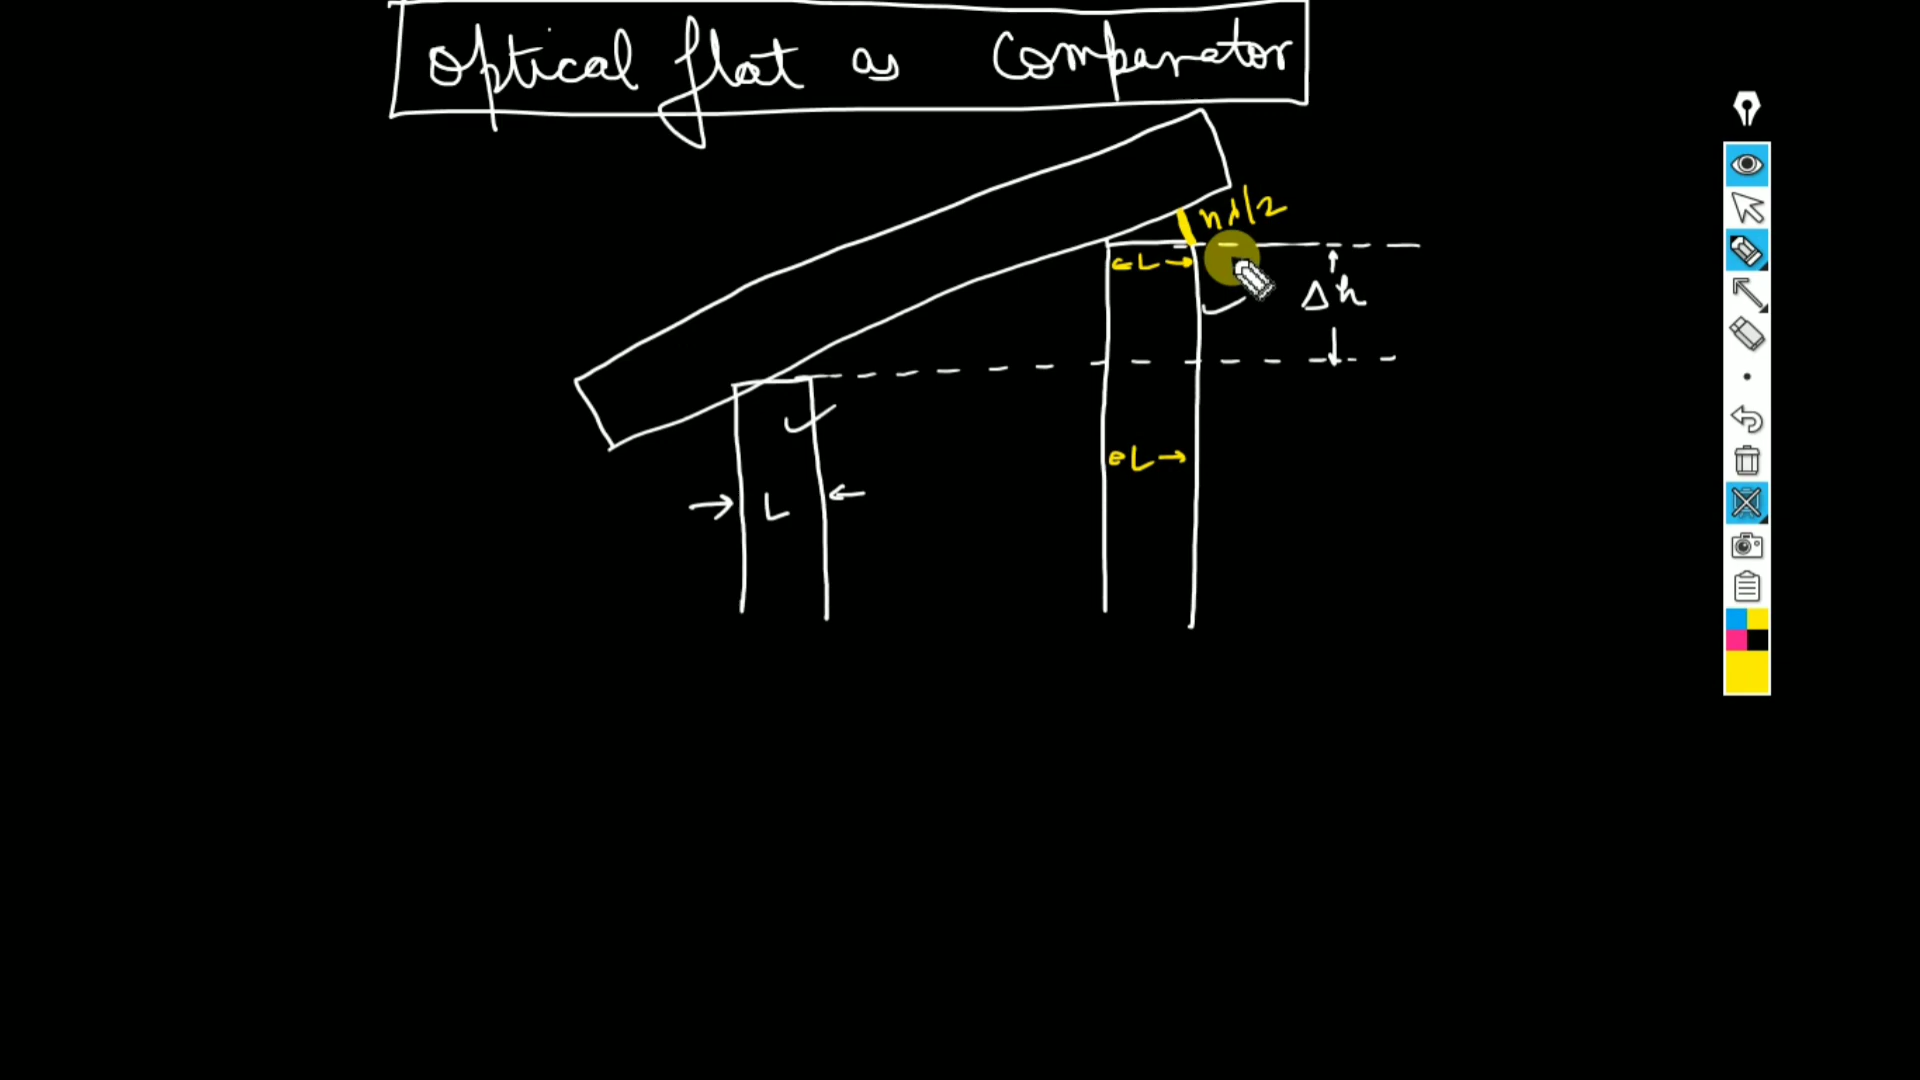 Optical flat as Comparator
nλ/2
← L →
Δh
← L →
→ L ←